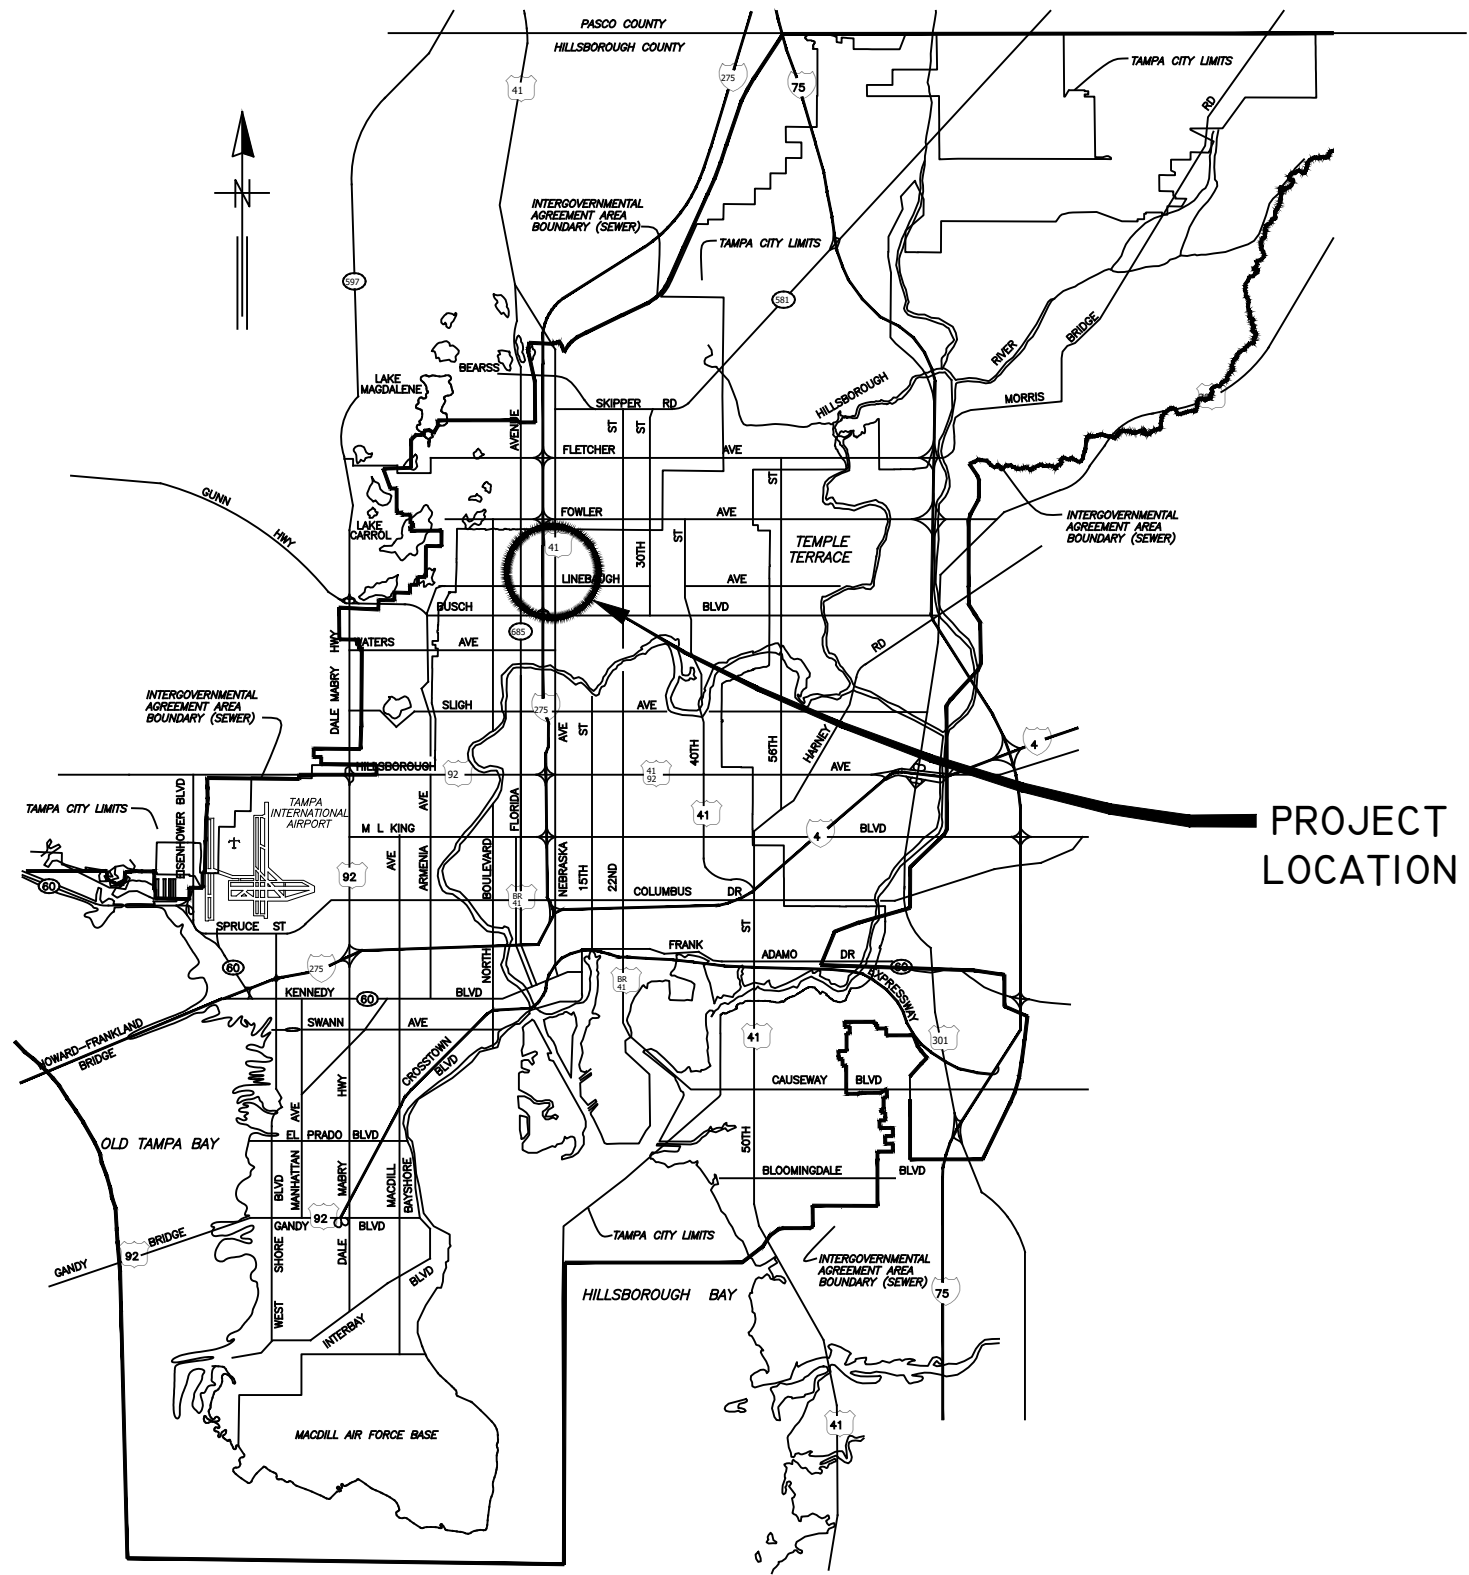 PASCO COUNTY
HILLSBOROUGH COUNTY
TAMPA CITY LIMITS
275
75
41
RD
N
INTERGOVERNMENTAL
AGREEMENT AREA
BOUNDARY (SEWER)
TAMPA CITY LIMITS
597
581
BRIDGE
RIVER
BEARSS
LAKE
MAGDALENE
HILLSBOROUGH
MORRIS
SKIPPER RD
AVENUE
ST
ST
FLETCHER AVE
ST
GUNN
HWY
FOWLER AVE
LAKE
CARROL
ST
INTERGOVERNMENTAL
AGREEMENT AREA
BOUNDARY (SEWER)
41
30TH
TEMPLE
TERRACE
LINEBAUGH AVE
BUSCH BLVD
685
WATERS AVE
HWY
RD
DALE MABRY
INTERGOVERNMENTAL
AGREEMENT AREA
BOUNDARY (SEWER)
SLIGH AVE
275
AVE
ST
40TH
56TH
HARNEY
4
HILLSBOROUGH
92
41
92
AVE
EISENHOWER BLVD
TAMPA CITY LIMITS
TAMPA
INTERNATIONAL
AIRPORT
AVE
FLORIDA
41
M L KING
4
BLVD
PROJECT
LOCATION
AVE
ARMENIA
BOULEVARD
NEBRASKA
15TH
22ND
92
60
BR
41
COLUMBUS DR
SPRUCE ST
ST
FRANK
ADAMO DR
60
275
60
NORTH
BR
41
EXPRESSWAY
KENNEDY
60
BLVD
SWANN AVE
HOWARD-FRANKLAND
BRIDGE
CROSSTOWN
BLVD
41
301
HWY
CAUSEWAY BLVD
AVE
EL PRADO BLVD
OLD TAMPA BAY
50TH
BLVD
MANHATTAN
MABRY
MACDILL
BAYSHORE
BLOOMINGDALE BLVD
92
GANDY BLVD
BRIDGE
92
GANDY
SHORE
DALE
BLVD
TAMPA CITY LIMITS
INTERGOVERNMENTAL
AGREEMENT AREA
BOUNDARY (SEWER)
75
HILLSBOROUGH BAY
WEST
INTERBAY
41
MACDILL AIR FORCE BASE